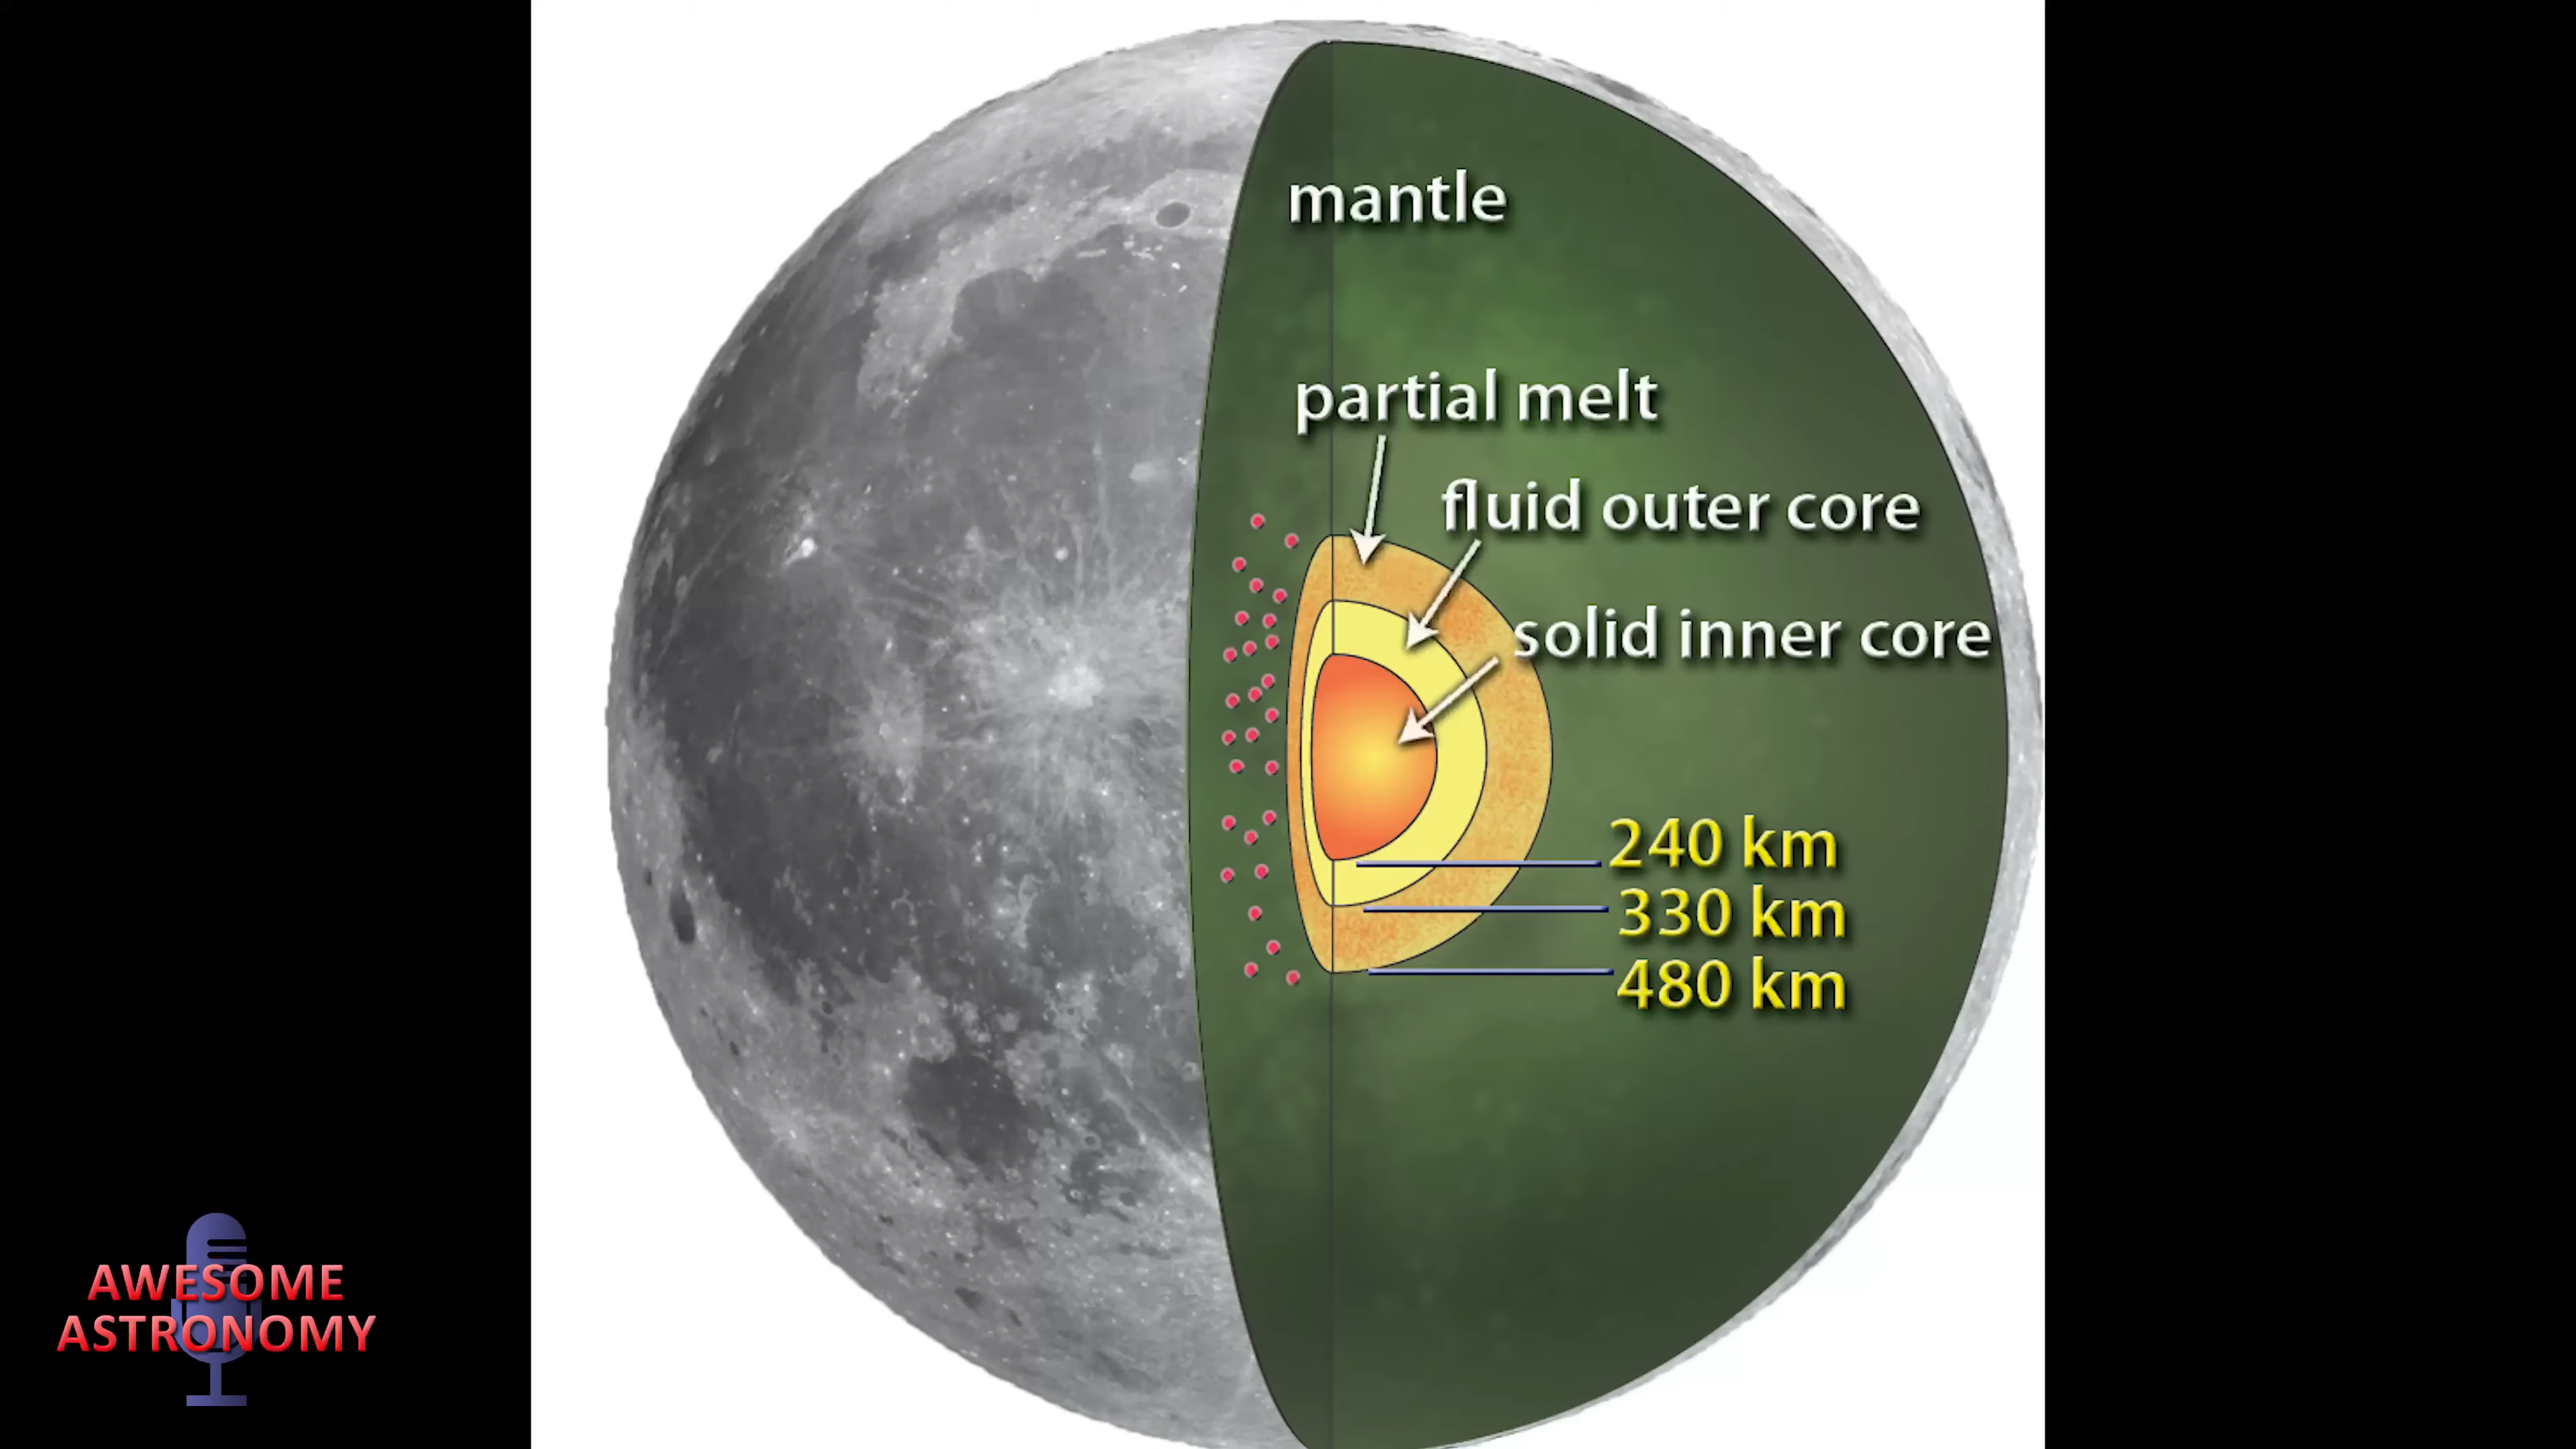 mantle
partial melt
fluid outer core
solid inner core
240 km
330 km
480 km
AWESOME
ASTRONOMY